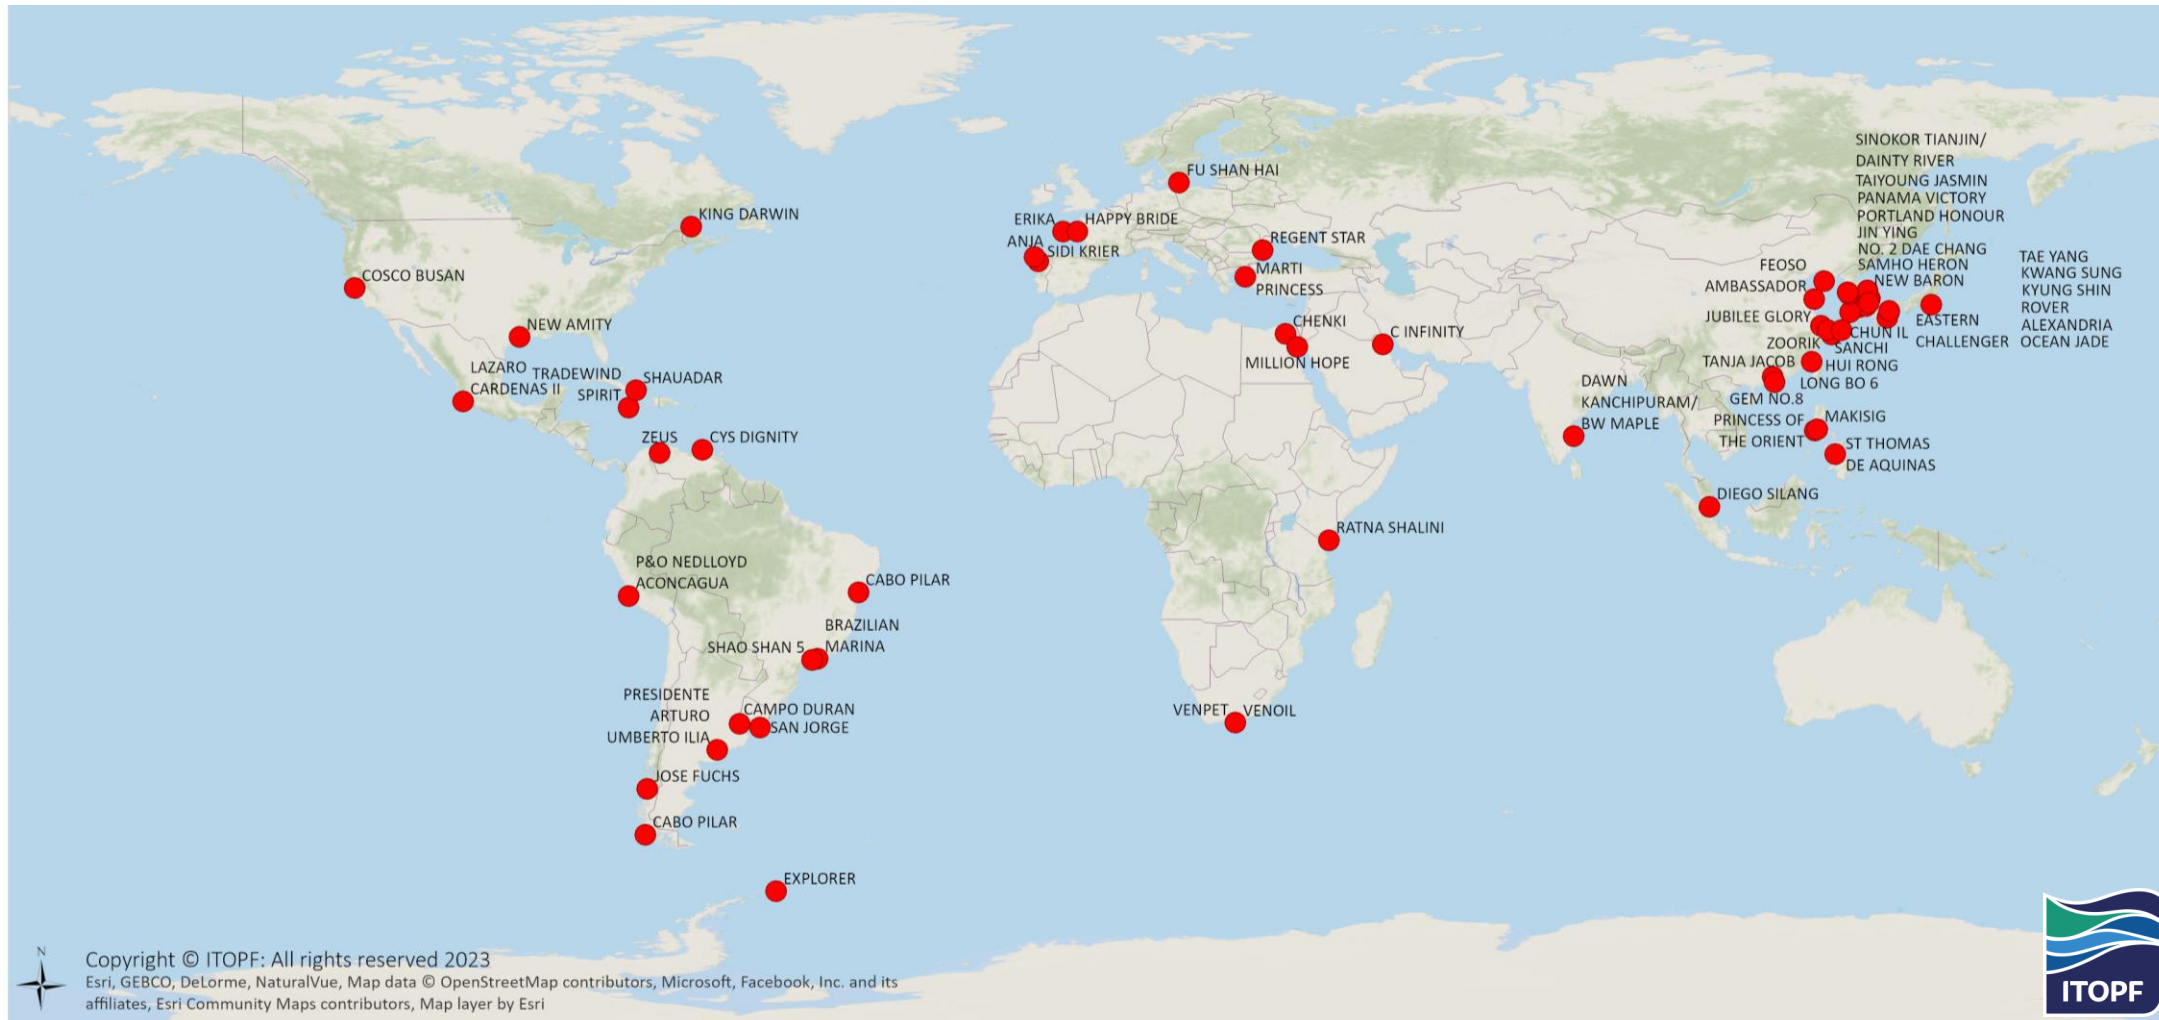 SINOKOR TIANJIN/
DAINTY RIVER
TAIYOUNG JASMIN
PANAMA VICTORY
PORTLAND HONOUR
JIN YING
NO. 2 DAE CHANG
SAMHO HERON
NEW BARON
TAE YANG
KWANG SUNG
KYUNG SHIN
ROVER
ALEXANDRIA
OCEAN JADE
FU SHAN HAI
KING DARWIN
ERIKA
HAPPY BRIDE
ANJA
SIDI KRIER
REGENT STAR
MARTI
PRINCESS
COSCO BUSAN
FEOSO
AMBASSADOR
JUBILEE GLORY
EASTERN
CHALLENGER
CHUN IL
ZOORIK
SANCHI
NEW AMITY
CHENKI
C INFINITY
MILLION HOPE
LAZARO
CARDENAS II
TRADEWIND
SPIRIT
SHAUADAR
TANJA JACOB
HUI RONG
LONG BO 6
GEM NO.8
DAWN
KANCHIPURAM/
BW MAPLE
PRINCESS OF
THE ORIENT
MAKISIG
ST THOMAS
DE AQUINAS
ZEUS
CYS DIGNITY
DIEGO SILANG
RATNA SHALINI
P&O NEDLLOYD
ACONCAGUA
CABO PILAR
BRAZILIAN
MARINA
SHAO SHAN 5
PRESIDENTE
ARTURO
UMBERTO ILIA
CAMPO DURAN
SAN JORGE
VENPET
VENOIL
JOSE FUCHS
CABO PILAR
EXPLORER
N
Copyright © ITOPF: All rights reserved 2023
Esri, GEBCO, DeLorme, NaturalVue, Map data © OpenStreetMap contributors, Microsoft, Facebook, Inc. and its
affiliates, Esri Community Maps contributors, Map layer by Esri
ITOPF